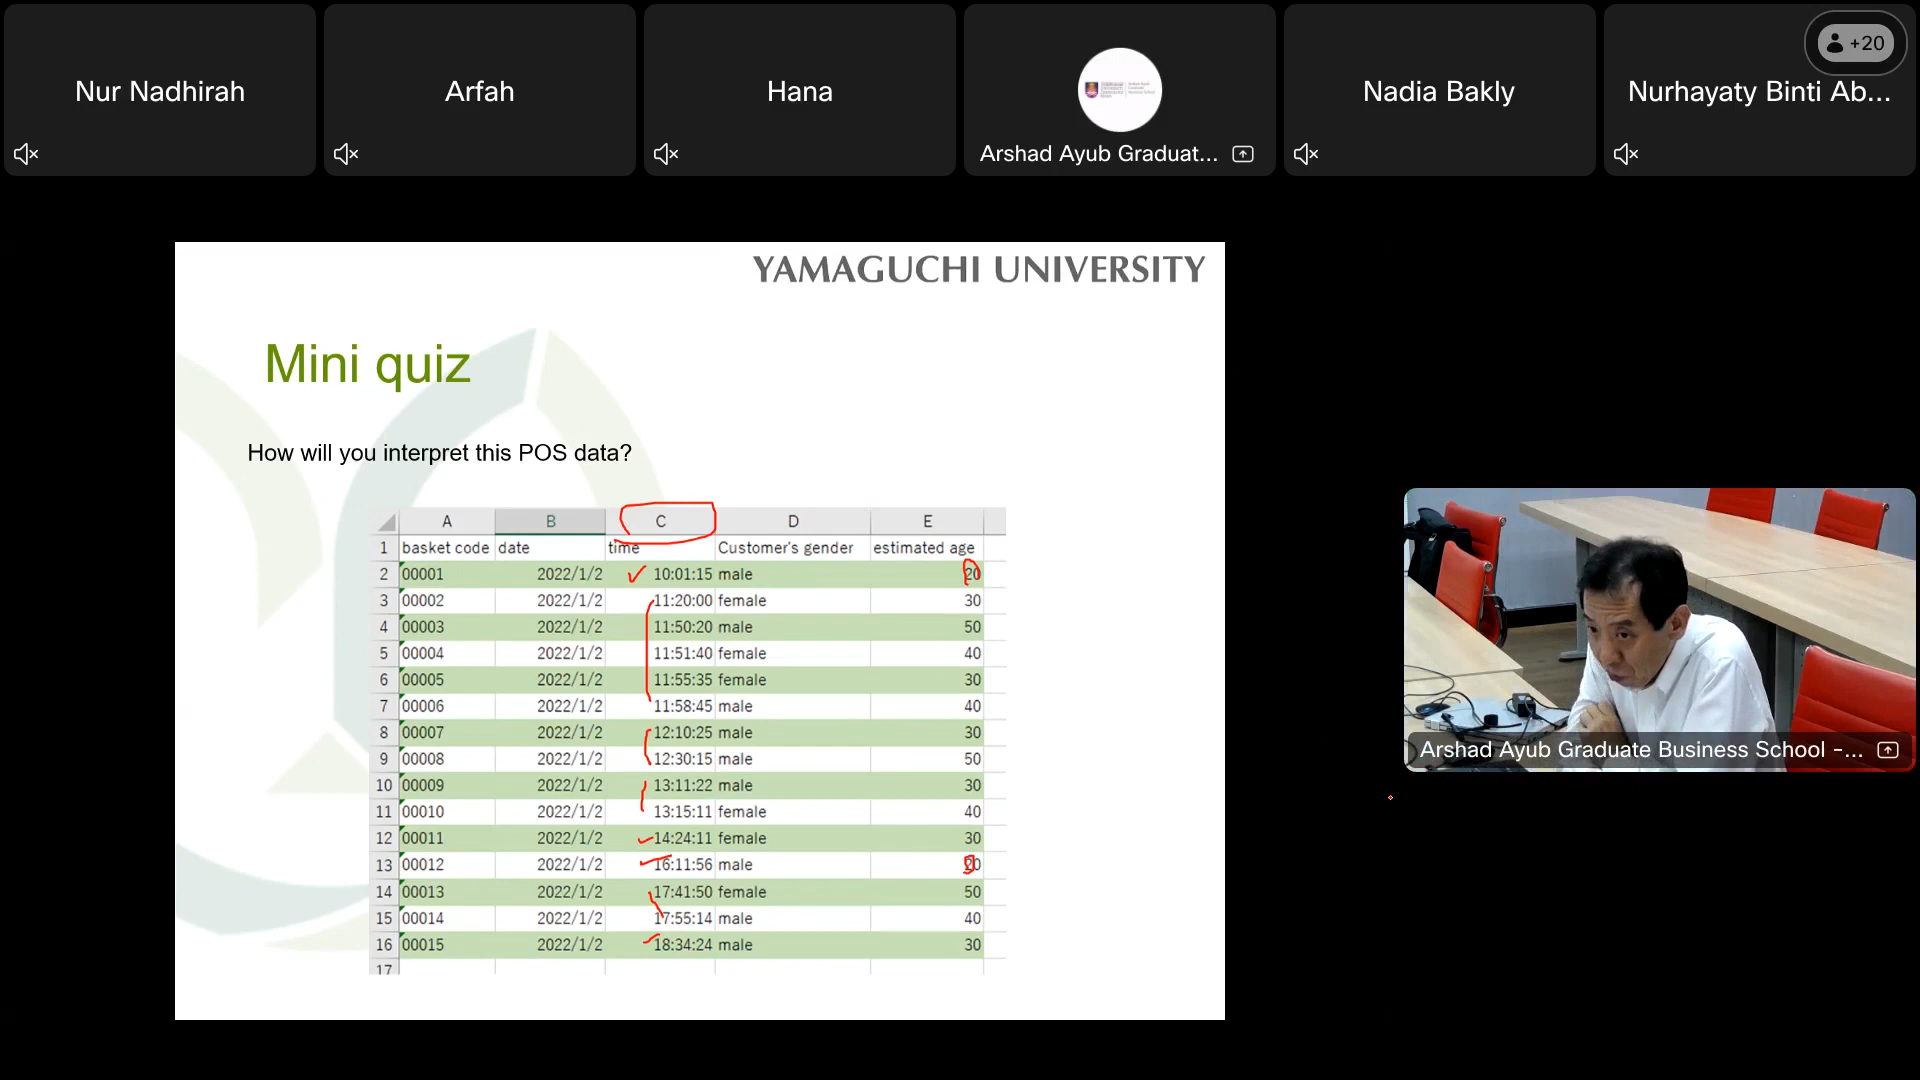 Nur Nadhirah
Arfah
Hana
Arshad Ayub Graduat...
Nadia Bakly
Nurhayaty Binti Ab...
+20
YAMAGUCHI UNIVERSITY
Mini quiz
How will you interpret this POS data?
A B C D E
1 basket code date time Customer's gender estimated age
2 00001 2022/1/2 10:01:15 male 20
3 00002 2022/1/2 11:20:00 female 30
4 00003 2022/1/2 11:50:20 male 50
5 00004 2022/1/2 11:51:40 female 40
6 00005 2022/1/2 11:55:35 female 30
7 00006 2022/1/2 11:58:45 male 40
8 00007 2022/1/2 12:10:25 male 30
9 00008 2022/1/2 12:30:15 male 50
10 00009 2022/1/2 13:11:22 male 30
11 00010 2022/1/2 13:15:11 female 40
12 00011 2022/1/2 14:24:11 female 30
13 00012 2022/1/2 16:11:56 male 20
14 00013 2022/1/2 17:41:50 female 50
15 00014 2022/1/2 17:55:14 male 40
16 00015 2022/1/2 18:34:24 male 30
17
Arshad Ayub Graduate Business School -...